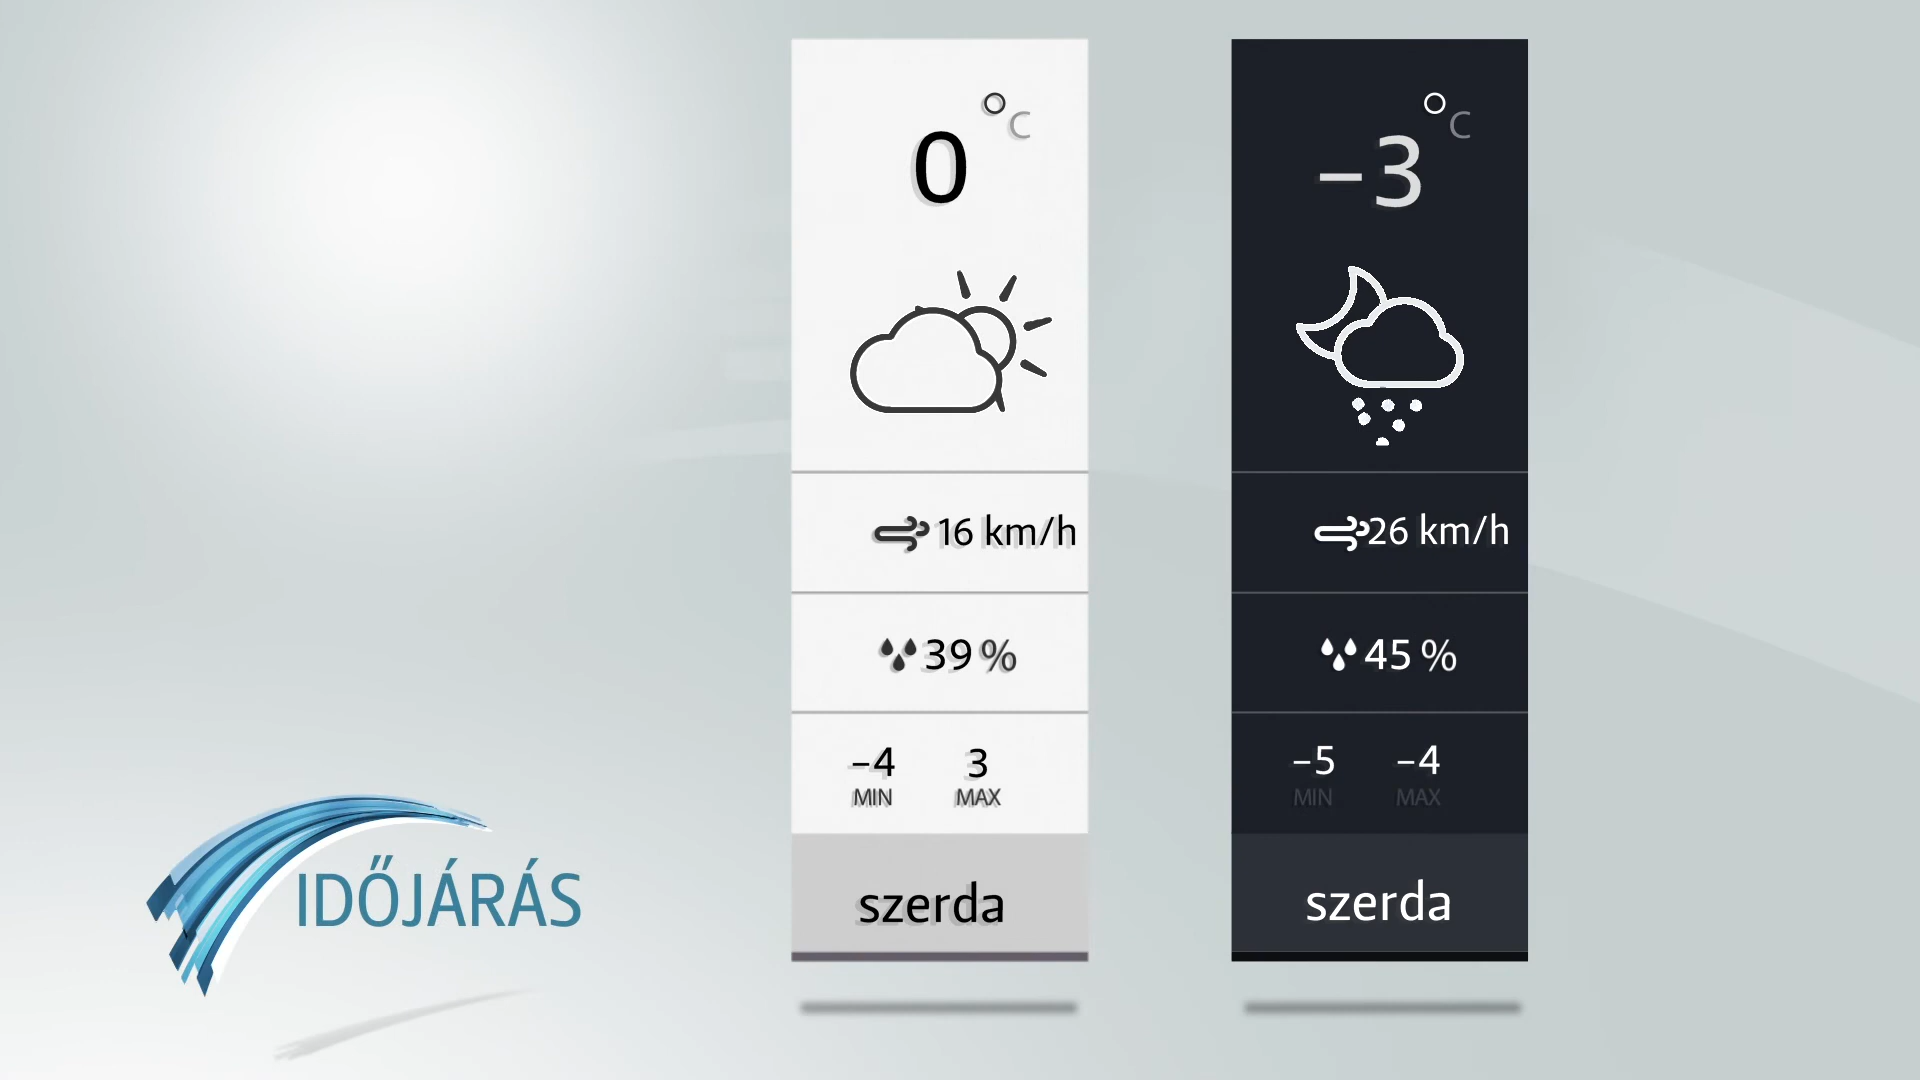 0 °C
16 km/h
39 %
−4 3
MIN MAX
szerda
−3 °C
26 km/h
45 %
−5 −4
MIN MAX
szerda
IDŐJÁRÁS